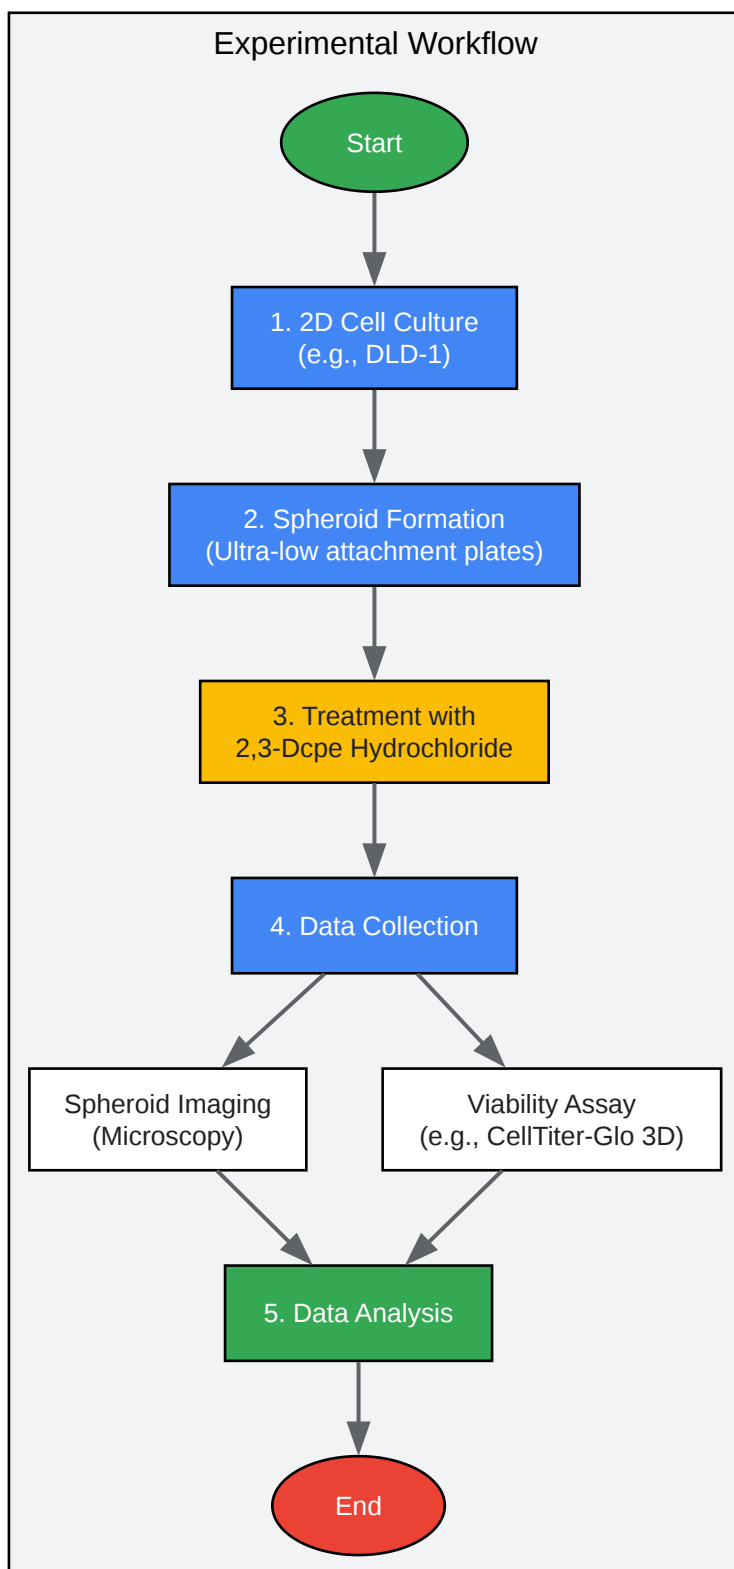 Experimental Workflow
Start
1. 2D Cell Culture
(e.g., DLD-1)
2. Spheroid Formation
(Ultra-low attachment plates)
3. Treatment with
2,3-Dcpe Hydrochloride
4. Data Collection
Spheroid Imaging
(Microscopy)
Viability Assay
(e.g., CellTiter-Glo 3D)
5. Data Analysis
End